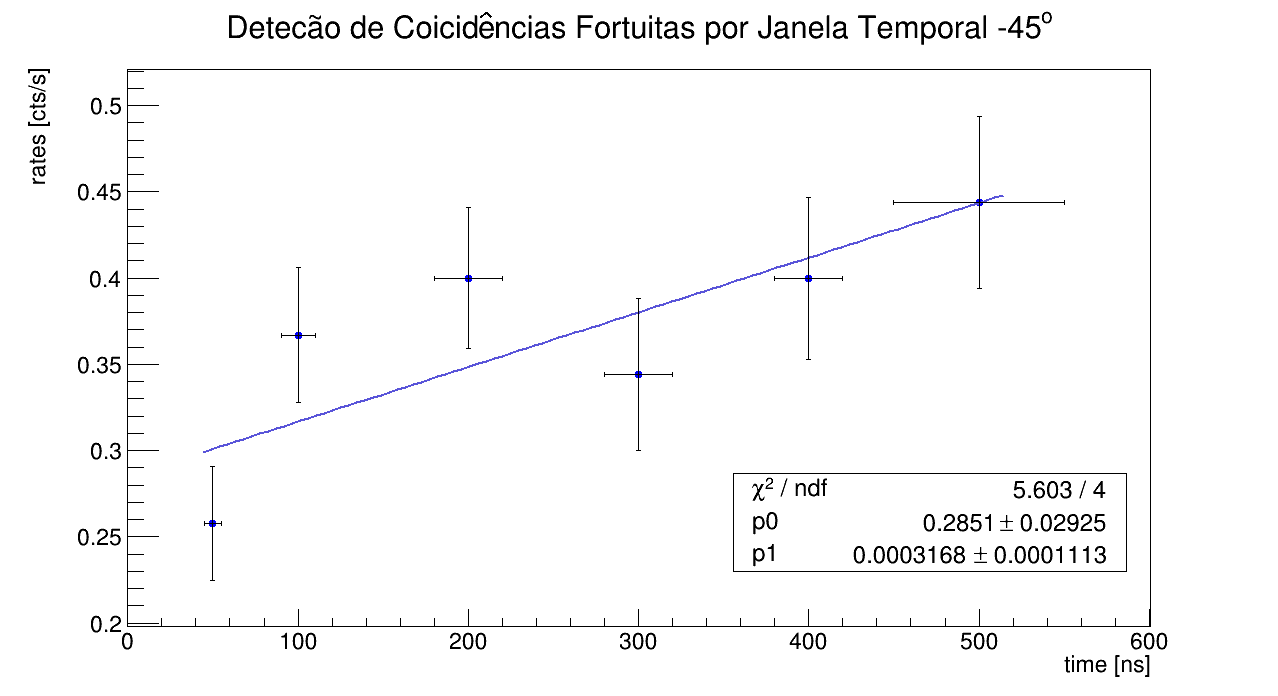 Detecão de Coicidências Fortuitas por Janela Temporal -45º
rates [cts/s]
0.5
0.45
0.4
0.35
0.3
0.25
0.2
χ² / ndf 5.603 / 4
p0 0.2851 ± 0.02925
p1 0.0003168 ± 0.0001113
0 100 200 300 400 500 600
time [ns]